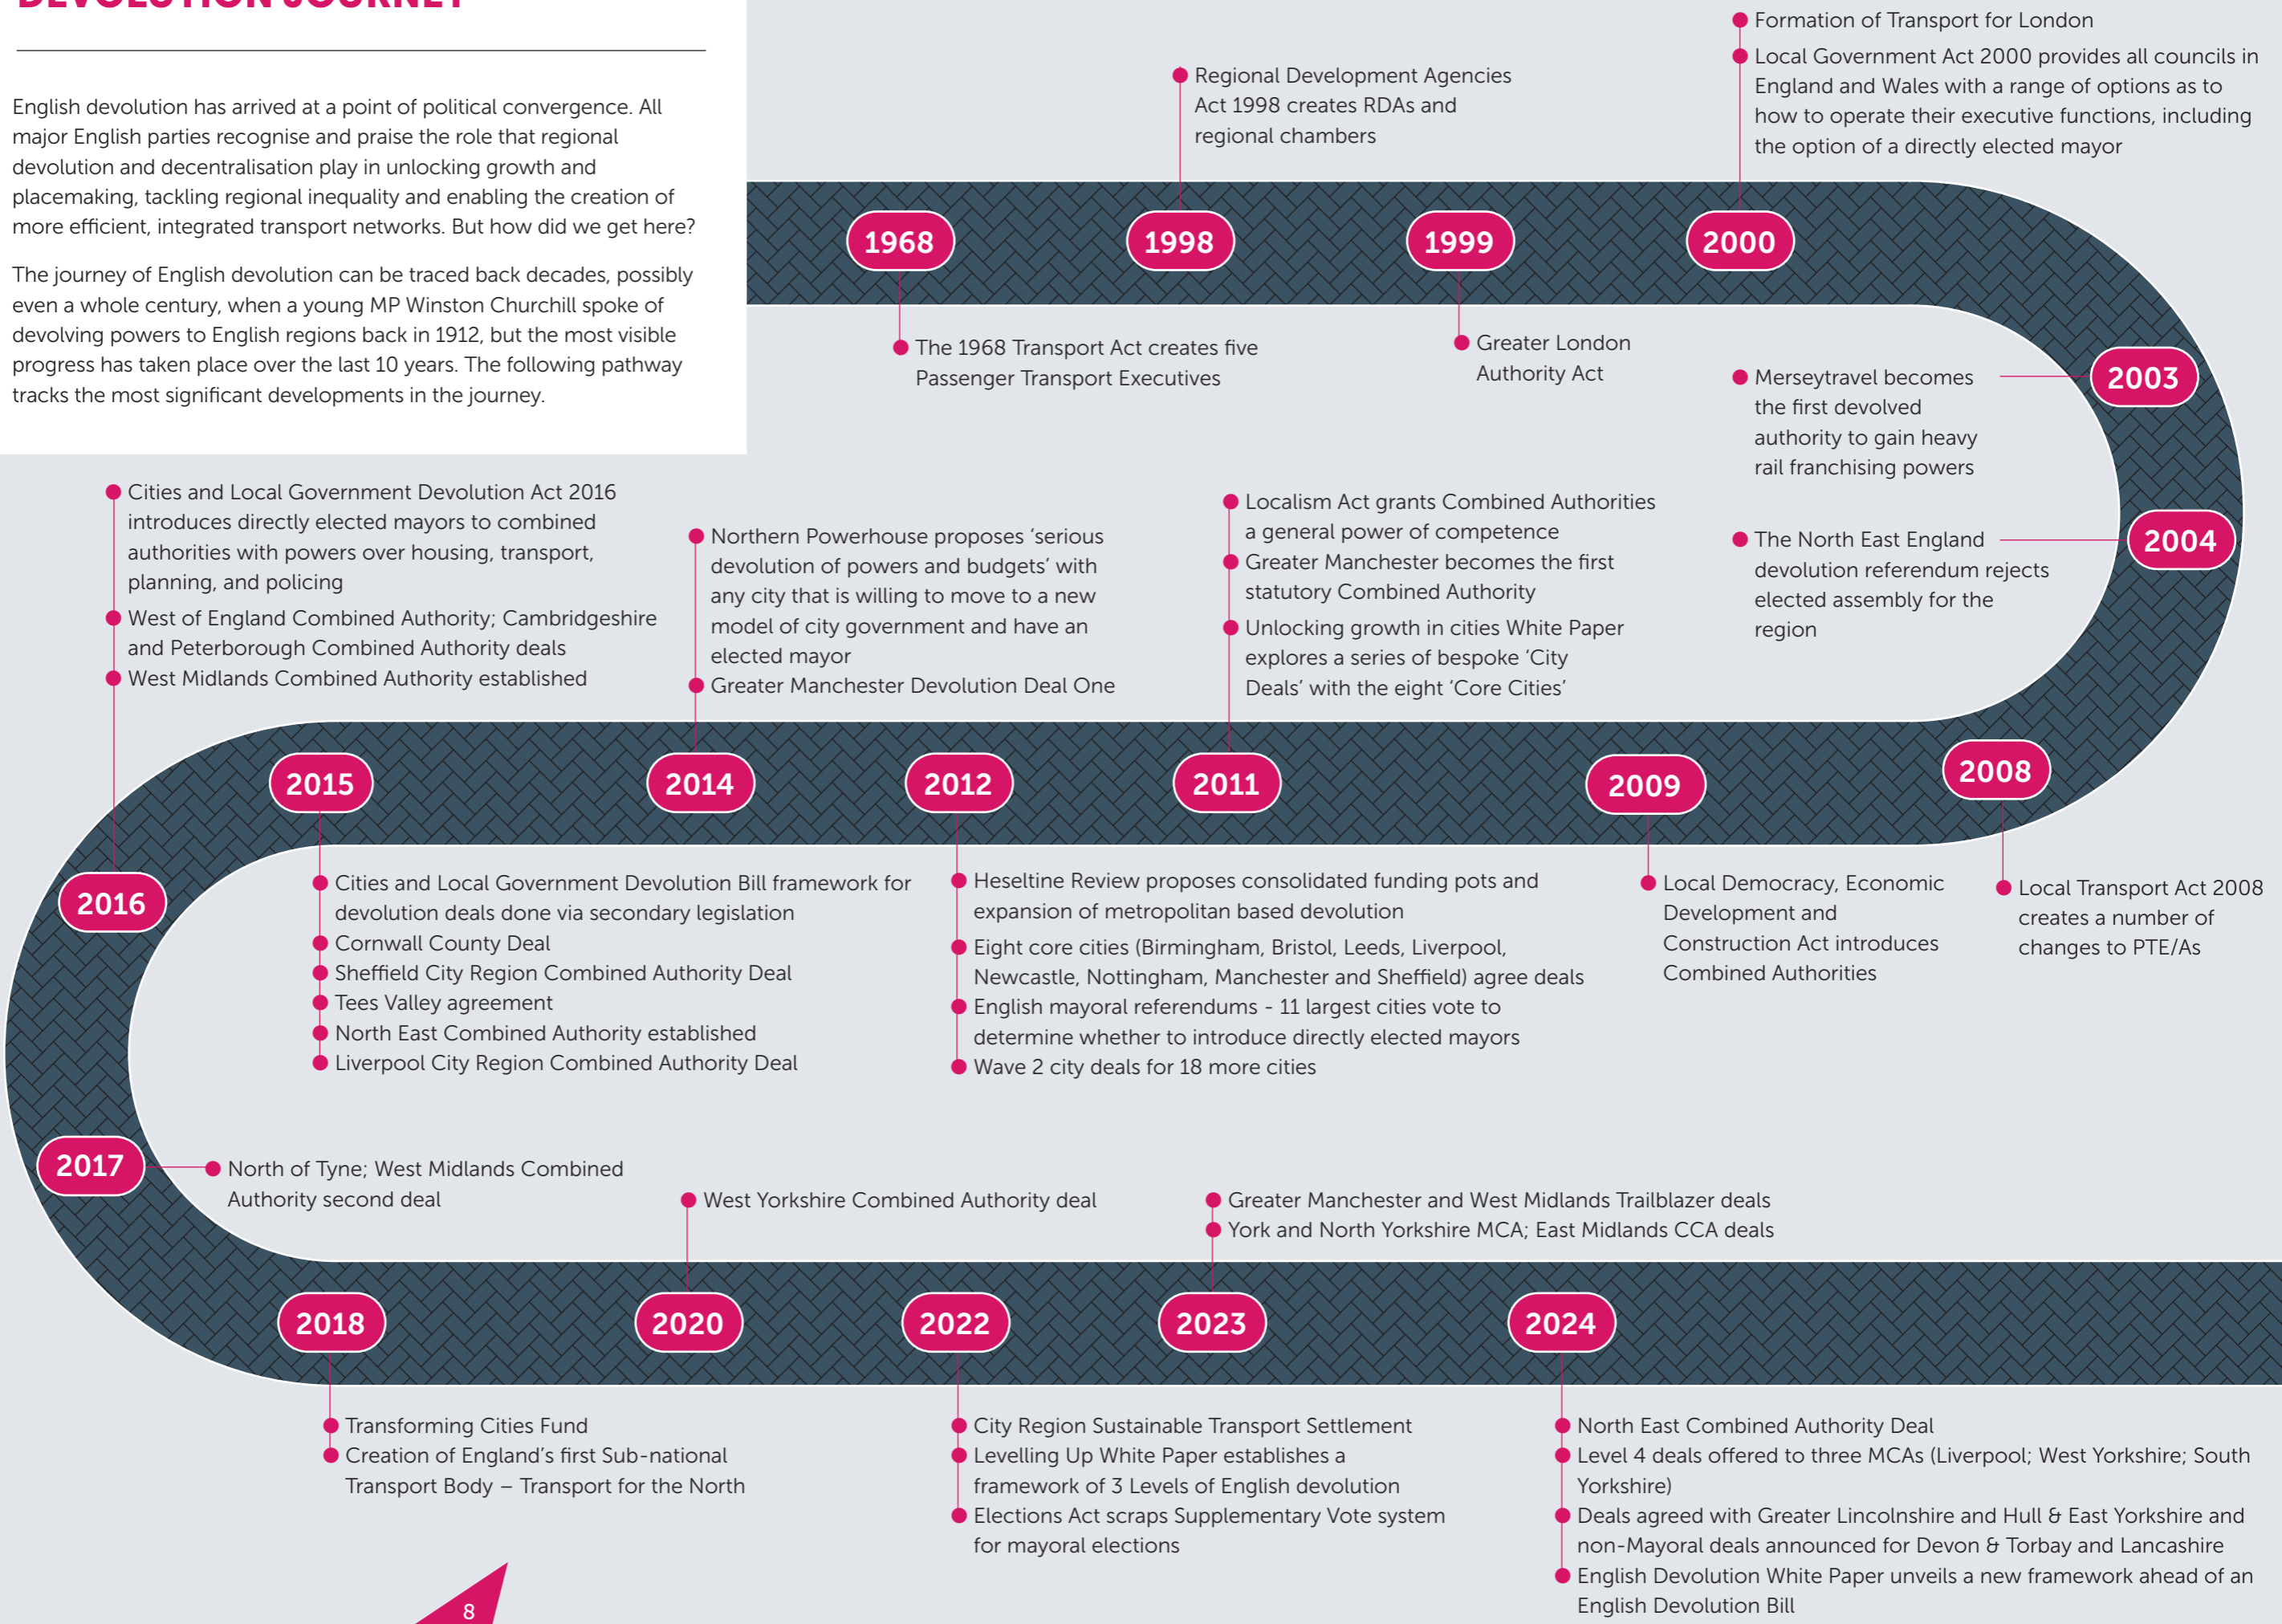 DEVOLUTION JOURNEY
English devolution has arrived at a point of political convergence. All
major English parties recognise and praise the role that regional
devolution and decentralisation play in unlocking growth and
placemaking, tackling regional inequality and enabling the creation of
more efficient, integrated transport networks. But how did we get here?
The journey of English devolution can be traced back decades, possibly
even a whole century, when a young MP Winston Churchill spoke of
devolving powers to English regions back in 1912, but the most visible
progress has taken place over the last 10 years. The following pathway
tracks the most significant developments in the journey.
1968
The 1968 Transport Act creates five
Passenger Transport Executives
1998
Regional Development Agencies
Act 1998 creates RDAs and
regional chambers
1999
Greater London
Authority Act
2000
Formation of Transport for London
Local Government Act 2000 provides all councils in
England and Wales with a range of options as to
how to operate their executive functions, including
the option of a directly elected mayor
2003
Merseytravel becomes
the first devolved
authority to gain heavy
rail franchising powers
2004
The North East England
devolution referendum rejects
elected assembly for the
region
2008
Local Transport Act 2008
creates a number of
changes to PTE/As
2009
Local Democracy, Economic
Development and
Construction Act introduces
Combined Authorities
2011
Localism Act grants Combined Authorities
a general power of competence
Greater Manchester becomes the first
statutory Combined Authority
Unlocking growth in cities White Paper
explores a series of bespoke ‘City
Deals’ with the eight ‘Core Cities’
2012
Heseltine Review proposes consolidated funding pots and
expansion of metropolitan based devolution
Eight core cities (Birmingham, Bristol, Leeds, Liverpool,
Newcastle, Nottingham, Manchester and Sheffield) agree deals
English mayoral referendums - 11 largest cities vote to
determine whether to introduce directly elected mayors
Wave 2 city deals for 18 more cities
2014
Northern Powerhouse proposes ‘serious
devolution of powers and budgets’ with
any city that is willing to move to a new
model of city government and have an
elected mayor
Greater Manchester Devolution Deal One
2015
Cities and Local Government Devolution Bill framework for
devolution deals done via secondary legislation
Cornwall County Deal
Sheffield City Region Combined Authority Deal
Tees Valley agreement
North East Combined Authority established
Liverpool City Region Combined Authority Deal
2016
Cities and Local Government Devolution Act 2016
introduces directly elected mayors to combined
authorities with powers over housing, transport,
planning, and policing
West of England Combined Authority; Cambridgeshire
and Peterborough Combined Authority deals
West Midlands Combined Authority established
2017
North of Tyne; West Midlands Combined
Authority second deal
2018
Transforming Cities Fund
Creation of England’s first Sub-national
Transport Body – Transport for the North
2020
West Yorkshire Combined Authority deal
2022
City Region Sustainable Transport Settlement
Levelling Up White Paper establishes a
framework of 3 Levels of English devolution
Elections Act scraps Supplementary Vote system
for mayoral elections
2023
Greater Manchester and West Midlands Trailblazer deals
York and North Yorkshire MCA; East Midlands CCA deals
2024
North East Combined Authority Deal
Level 4 deals offered to three MCAs (Liverpool; West Yorkshire; South
Yorkshire)
Deals agreed with Greater Lincolnshire and Hull & East Yorkshire and
non-Mayoral deals announced for Devon & Torbay and Lancashire
English Devolution White Paper unveils a new framework ahead of an
English Devolution Bill
8